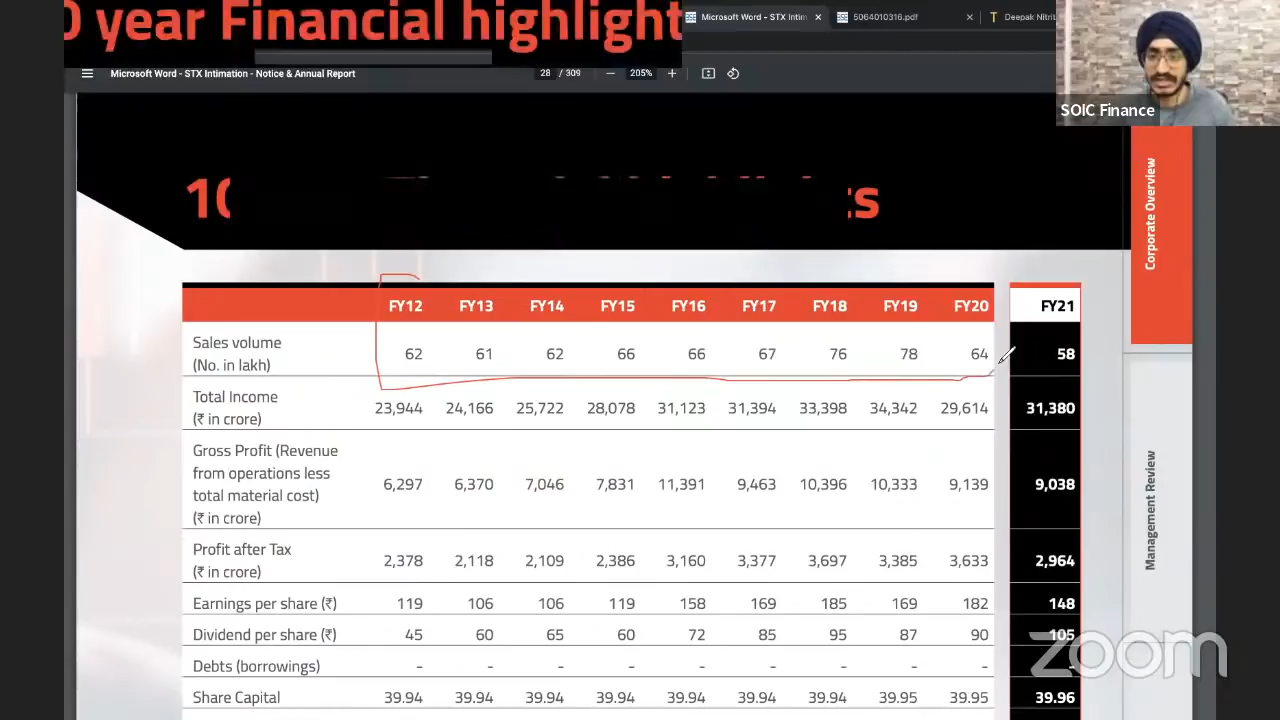 0 year Financial highlight
Microsoft Word - STX Intim
5064010316.pdf
Deepak Nitrit
Microsoft Word - STX Intimation - Notice & Annual Report
28 / 309
205%
SOIC Finance
10
ts
Corporate Overview
Management Review
FY12 FY13 FY14 FY15 FY16 FY17 FY18 FY19 FY20 FY21
Sales volume
(No. in lakh) 62 61 62 66 66 67 76 78 64 58
Total Income
(₹ in crore) 23,944 24,166 25,722 28,078 31,123 31,394 33,398 34,342 29,614 31,380
Gross Profit (Revenue
from operations less
total material cost)
(₹ in crore) 6,297 6,370 7,046 7,831 11,391 9,463 10,396 10,333 9,139 9,038
Profit after Tax
(₹ in crore) 2,378 2,118 2,109 2,386 3,160 3,377 3,697 3,385 3,633 2,964
Earnings per share (₹) 119 106 106 119 158 169 185 169 182 148
Dividend per share (₹) 45 60 65 60 72 85 95 87 90 105
Debts (borrowings) - - - - - - - - - -
Share Capital 39.94 39.94 39.94 39.94 39.94 39.94 39.94 39.95 39.95 39.96
zoom